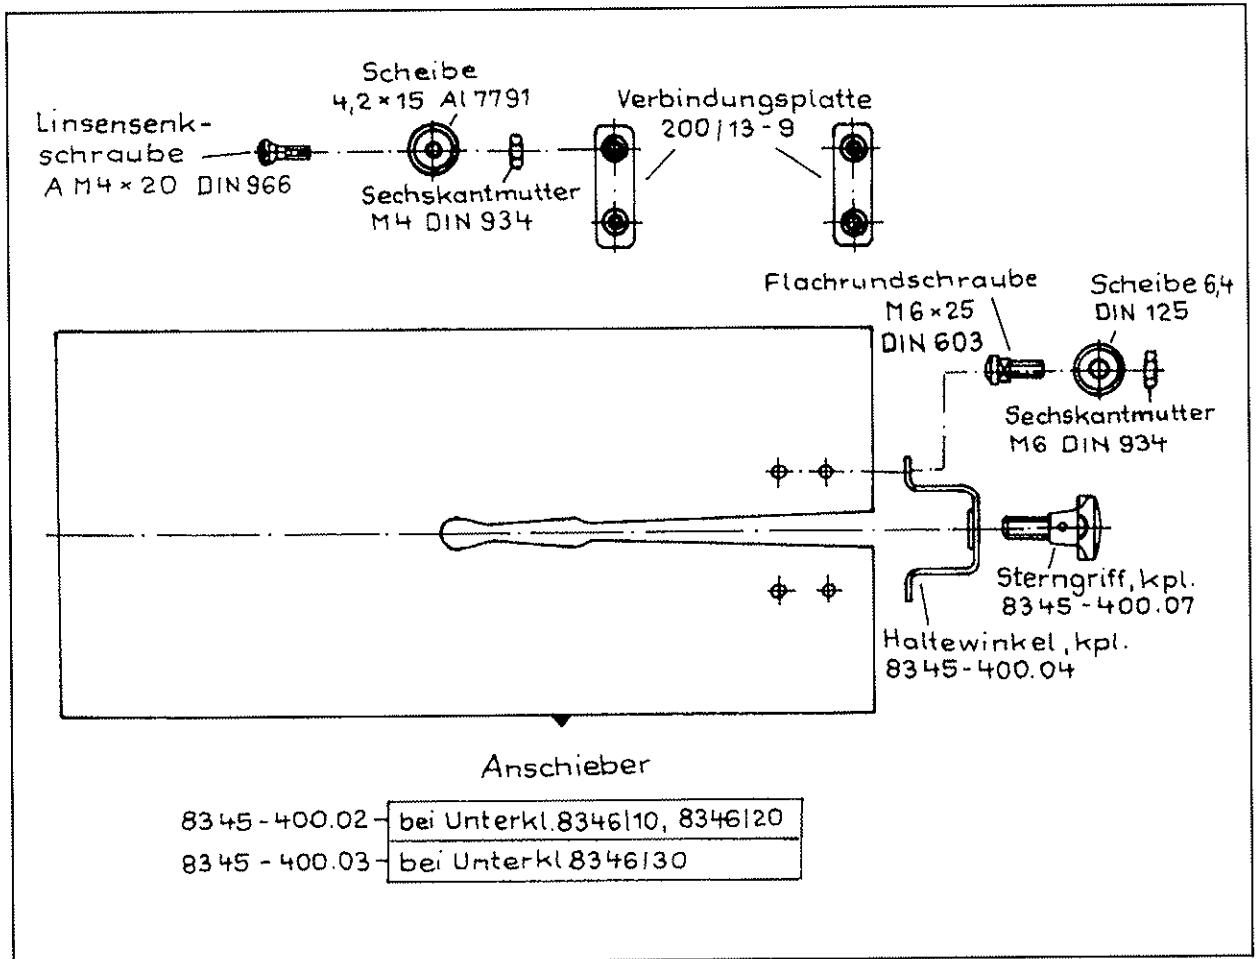 Linsensenk-
schraube
A M4×20 DIN 966
Scheibe
4,2×15 Al 7791
Sechskantmutter
M4 DIN 934
Verbindungsplatte
200/13-9
Flachrundschraube
M6×25
DIN 603
Scheibe 6,4
DIN 125
Sechskantmutter
M6 DIN 934
Sterngriff, kpl.
8345-400.07
Haltewinkel, kpl.
8345-400.04
Anschieber
8345-400.02 bei Unterkl. 8346/10, 8346/20
8345-400.03 bei Unterkl 8346/30